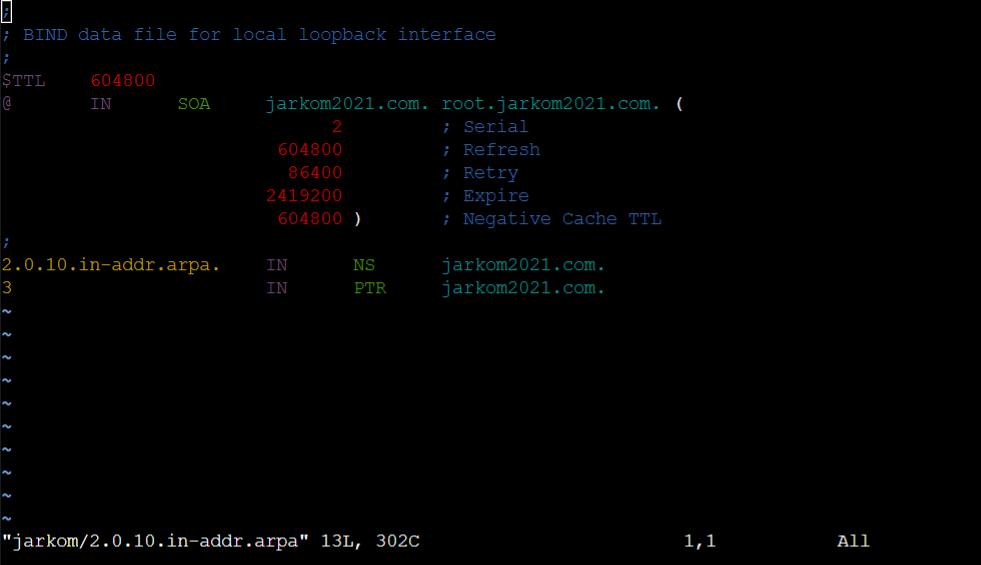 ;
; BIND data file for local loopback interface
;
$TTL    604800
@       IN      SOA     jarkom2021.com. root.jarkom2021.com. (
                              2         ; Serial
                         604800         ; Refresh
                          86400         ; Retry
                        2419200         ; Expire
                         604800 )       ; Negative Cache TTL
;
2.0.10.in-addr.arpa.    IN      NS      jarkom2021.com.
3                       IN      PTR     jarkom2021.com.
~
~
~
~
~
~
~
~
~
~
"jarkom/2.0.10.in-addr.arpa" 13L, 302C                        1,1           All